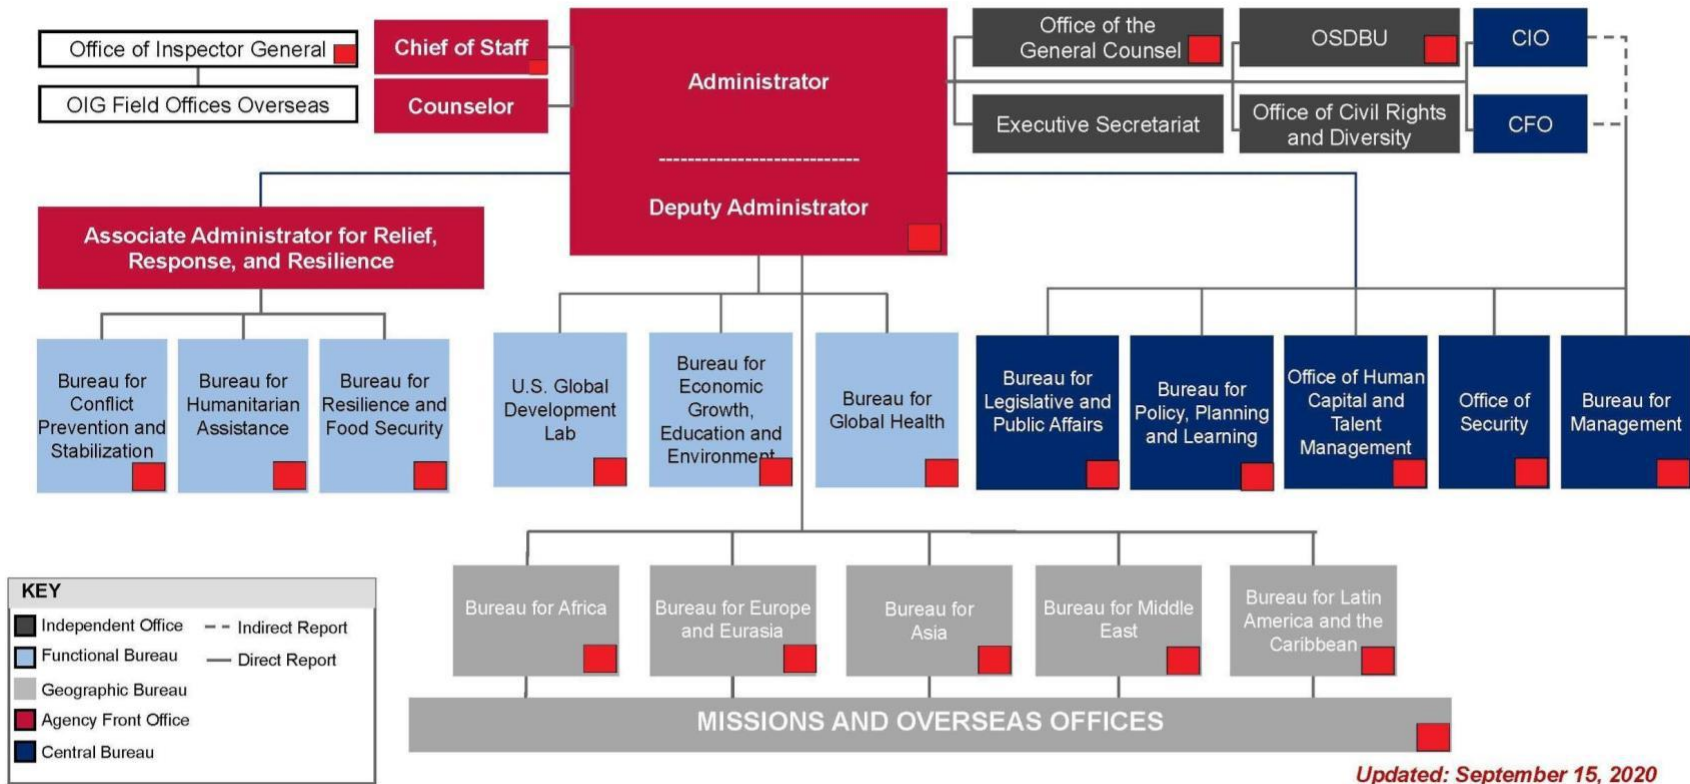 Office of Inspector General
OIG Field Offices Overseas
Chief of Staff
Counselor
Administrator
-----------------------------
Deputy Administrator
Office of the
General Counsel
Executive Secretariat
OSDBU
Office of Civil Rights
and Diversity
CIO
CFO
Associate Administrator for Relief,
Response, and Resilience
Bureau for
Conflict
Prevention and
Stabilization
Bureau for
Humanitarian
Assistance
Bureau for
Resilience and
Food Security
U.S. Global
Development
Lab
Bureau for
Economic
Growth,
Education and
Environment
Bureau for
Global Health
Bureau for
Legislative and
Public Affairs
Bureau for
Policy, Planning
and Learning
Office of Human
Capital and
Talent
Management
Office of
Security
Bureau for
Management
Bureau for Africa
Bureau for Europe
and Eurasia
Bureau for
Asia
Bureau for Middle
East
Bureau for Latin
America and the
Caribbean
MISSIONS AND OVERSEAS OFFICES
KEY
Independent Office
Functional Bureau
Geographic Bureau
Agency Front Office
Central Bureau
Indirect Report
Direct Report
Updated: September 15, 2020